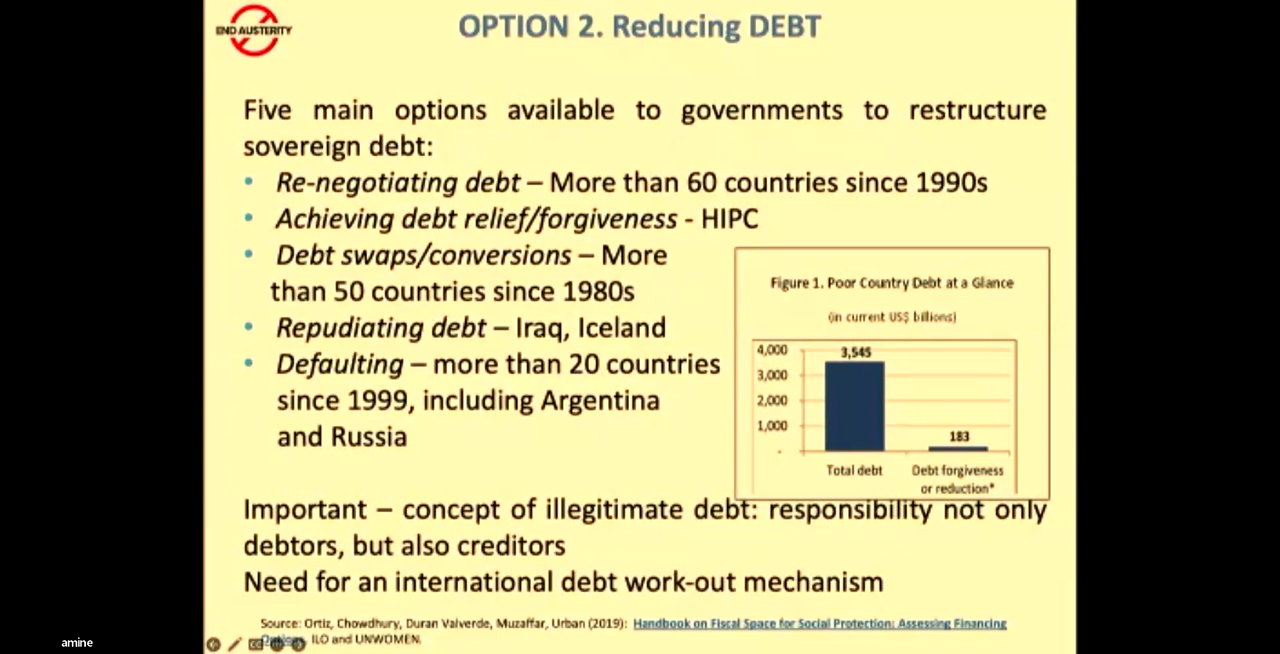 END AUSTERITY
OPTION 2. Reducing DEBT
Five main options available to governments to restructure
sovereign debt:
• Re-negotiating debt – More than 60 countries since 1990s
• Achieving debt relief/forgiveness - HIPC
• Debt swaps/conversions – More
than 50 countries since 1980s
• Repudiating debt – Iraq, Iceland
• Defaulting – more than 20 countries
since 1999, including Argentina
and Russia
Figure 1. Poor Country Debt at a Glance
(in current US$ billions)
4,000
3,000
2,000
1,000
-
3,545
183
Total debt
Debt forgiveness
or reduction*
Important – concept of illegitimate debt: responsibility not only
debtors, but also creditors
Need for an international debt work-out mechanism
Source: Ortiz, Chowdhury, Duran Valverde, Muzaffar, Urban (2019): Handbook on Fiscal Space for Social Protection: Assessing Financing
ILO and UNWOMEN.
amine